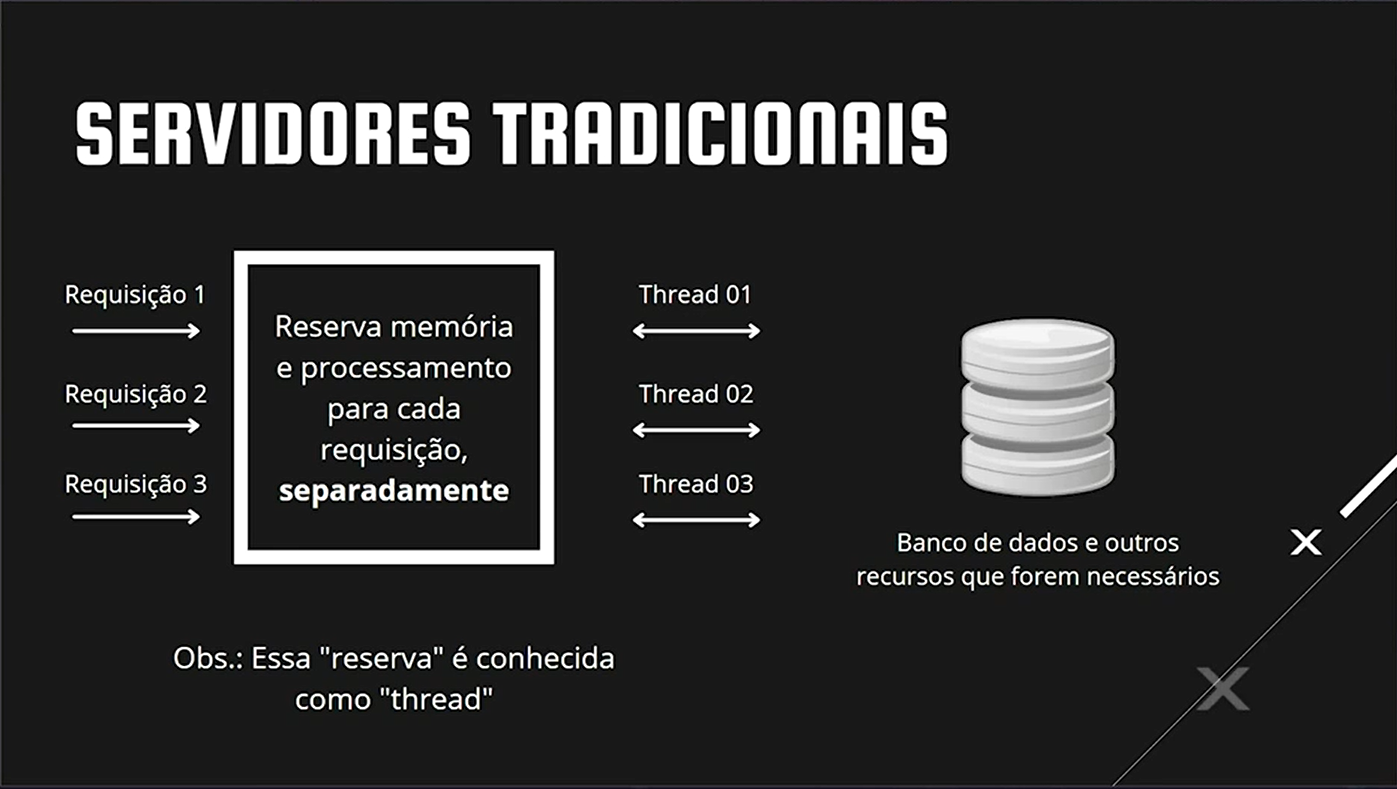 SERVIDORES TRADICIONAIS
Requisição 1
Requisição 2
Requisição 3
Reserva memória
e processamento
para cada
requisição,
separadamente
Thread 01
Thread 02
Thread 03
Banco de dados e outros
recursos que forem necessários
Obs.: Essa "reserva" é conhecida
como "thread"